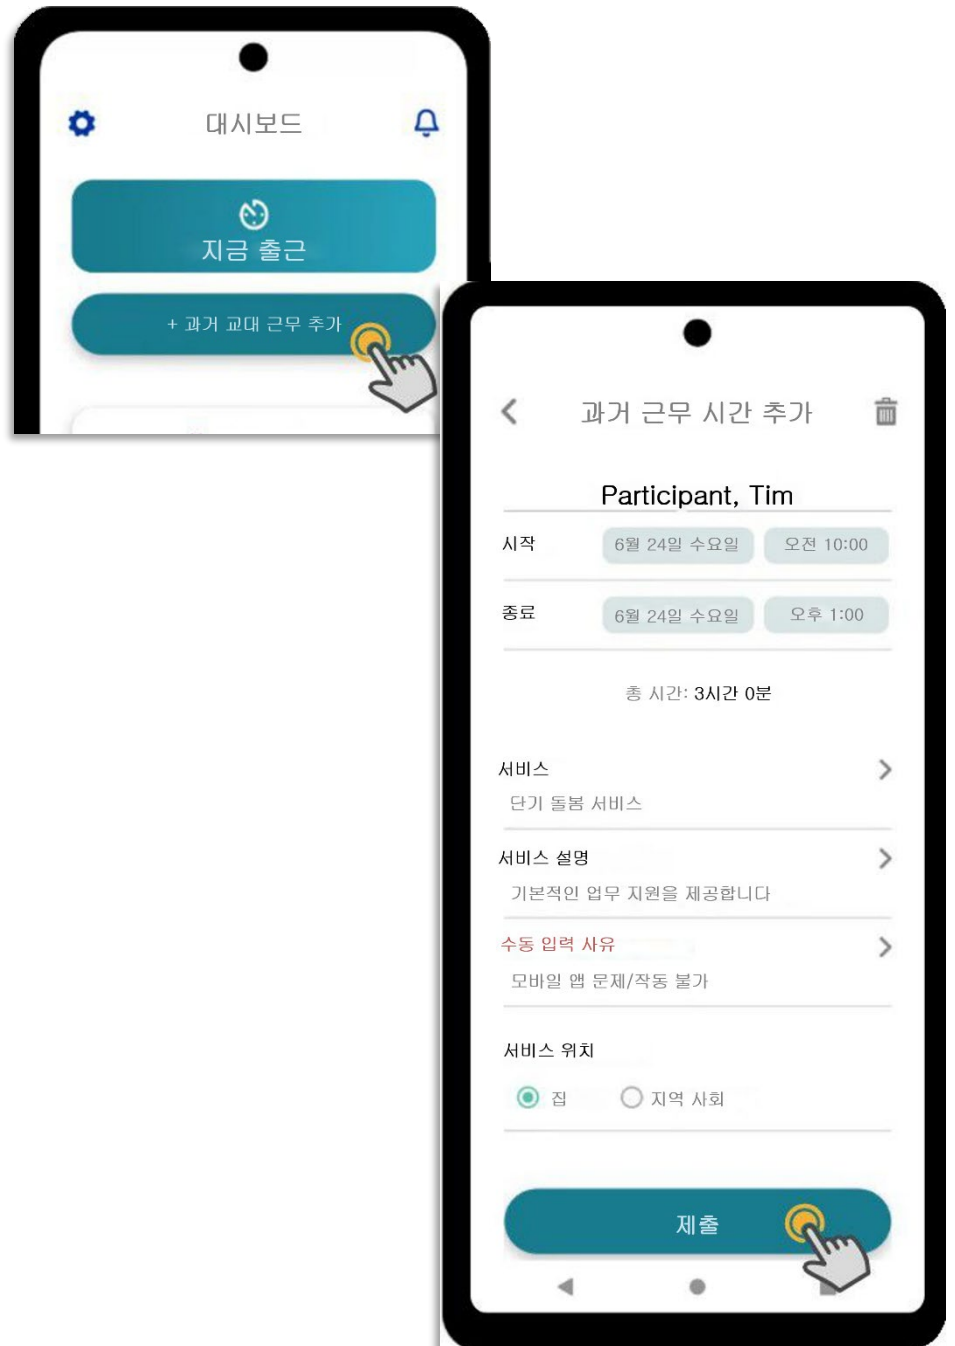 대시보드
지금 출근
+ 과거 교대 근무 추가
과거 근무 시간 추가
Participant, Tim
시작 6월 24일 수요일 오전 10:00
종료 6월 24일 수요일 오후 1:00
총 시간: 3시간 0분
서비스
단기 돌봄 서비스
서비스 설명
기본적인 업무 지원을 제공합니다
수동 입력 사유
모바일 앱 문제/작동 불가
서비스 위치
집 지역 사회
제출